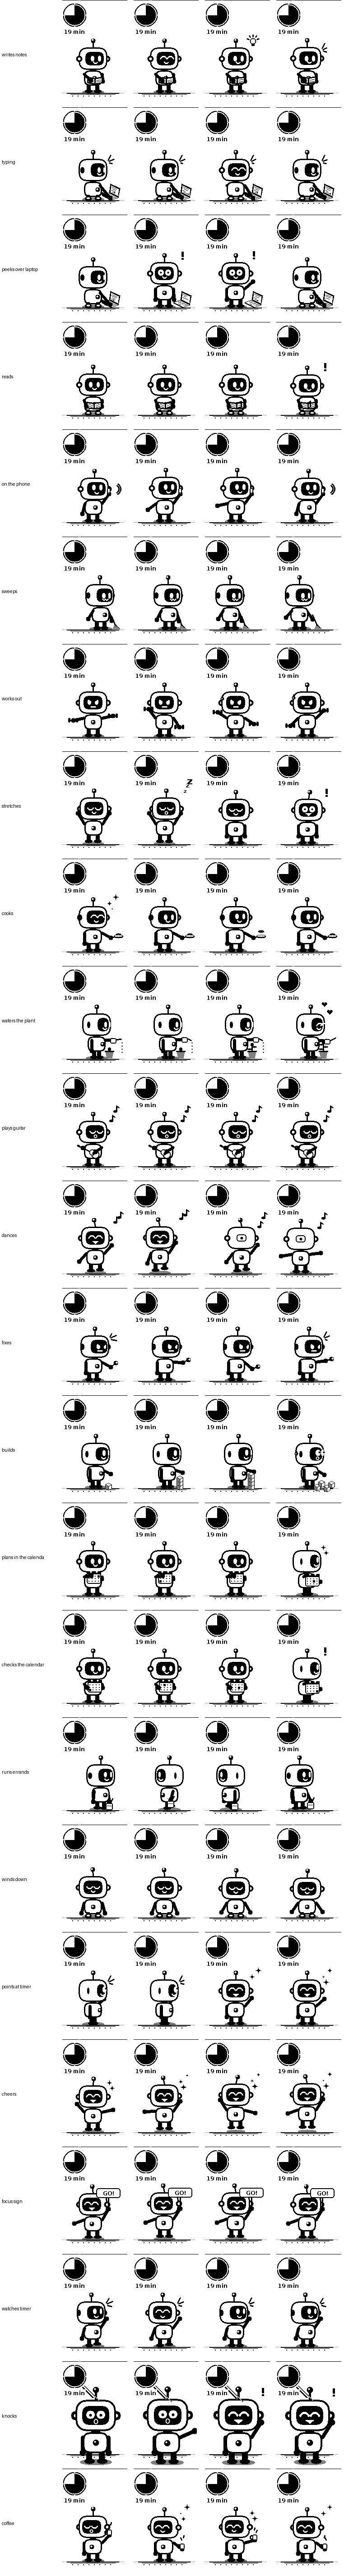 19 min 19 min 19 min 19 min
writes notes
19 min 19 min 19 min 19 min
typing
19 min 19 min 19 min 19 min
! !
peeks over laptop
19 min 19 min 19 min 19 min
!
reads
19 min 19 min 19 min 19 min
on the phone
19 min 19 min 19 min 19 min
sweeps
19 min 19 min 19 min 19 min
works out
19 min 19 min 19 min 19 min
z z Z
!
stretches
19 min 19 min 19 min 19 min
cooks
19 min 19 min 19 min 19 min
waters the plant
19 min 19 min 19 min 19 min
plays guitar
19 min 19 min 19 min 19 min
dances
19 min 19 min 19 min 19 min
fixes
19 min 19 min 19 min 19 min
builds
19 min 19 min 19 min 19 min
plans in the calenda
19 min 19 min 19 min 19 min
!
checks the calendar
19 min 19 min 19 min 19 min
runs errands
19 min 19 min 19 min 19 min
winds down
19 min 19 min 19 min 19 min
points at timer
19 min 19 min 19 min 19 min
cheers
19 min 19 min 19 min 19 min
GO! GO! GO! GO!
focus sign
19 min 19 min 19 min 19 min
watches timer
19 min 19 min 19 min 19 min
! !
knocks
19 min 19 min 19 min 19 min
coffee